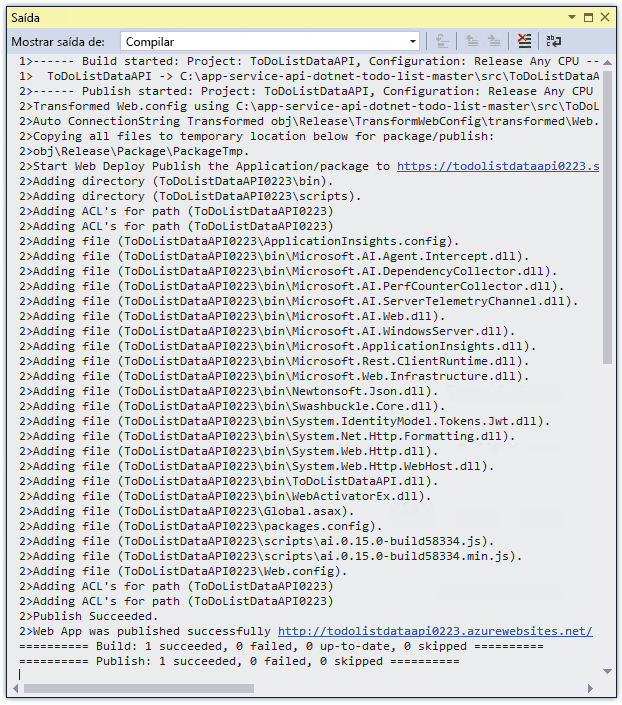 Saída
Mostrar saída de: Compilar
1>------ Build started: Project: ToDoListDataAPI, Configuration: Release Any CPU --
1>  ToDoListDataAPI -> C:\app-service-api-dotnet-todo-list-master\src\ToDoListDataA
2>------ Publish started: Project: ToDoListDataAPI, Configuration: Release Any CPU
2>Transformed Web.config using C:\app-service-api-dotnet-todo-list-master\src\ToDoL
2>Auto ConnectionString Transformed obj\Release\TransformWebConfig\transformed\Web.
2>Copying all files to temporary location below for package/publish:
2>obj\Release\Package\PackageTmp.
2>Start Web Deploy Publish the Application/package to https://todolistdataapi0223.s
2>Adding directory (ToDoListDataAPI0223\bin).
2>Adding directory (ToDoListDataAPI0223\scripts).
2>Adding ACL's for path (ToDoListDataAPI0223)
2>Adding ACL's for path (ToDoListDataAPI0223)
2>Adding file (ToDoListDataAPI0223\ApplicationInsights.config).
2>Adding file (ToDoListDataAPI0223\bin\Microsoft.AI.Agent.Intercept.dll).
2>Adding file (ToDoListDataAPI0223\bin\Microsoft.AI.DependencyCollector.dll).
2>Adding file (ToDoListDataAPI0223\bin\Microsoft.AI.PerfCounterCollector.dll).
2>Adding file (ToDoListDataAPI0223\bin\Microsoft.AI.ServerTelemetryChannel.dll).
2>Adding file (ToDoListDataAPI0223\bin\Microsoft.AI.Web.dll).
2>Adding file (ToDoListDataAPI0223\bin\Microsoft.AI.WindowsServer.dll).
2>Adding file (ToDoListDataAPI0223\bin\Microsoft.ApplicationInsights.dll).
2>Adding file (ToDoListDataAPI0223\bin\Microsoft.Rest.ClientRuntime.dll).
2>Adding file (ToDoListDataAPI0223\bin\Microsoft.Web.Infrastructure.dll).
2>Adding file (ToDoListDataAPI0223\bin\Newtonsoft.Json.dll).
2>Adding file (ToDoListDataAPI0223\bin\Swashbuckle.Core.dll).
2>Adding file (ToDoListDataAPI0223\bin\System.IdentityModel.Tokens.Jwt.dll).
2>Adding file (ToDoListDataAPI0223\bin\System.Net.Http.Formatting.dll).
2>Adding file (ToDoListDataAPI0223\bin\System.Web.Http.dll).
2>Adding file (ToDoListDataAPI0223\bin\System.Web.Http.WebHost.dll).
2>Adding file (ToDoListDataAPI0223\bin\ToDoListDataAPI.dll).
2>Adding file (ToDoListDataAPI0223\bin\WebActivatorEx.dll).
2>Adding file (ToDoListDataAPI0223\Global.asax).
2>Adding file (ToDoListDataAPI0223\packages.config).
2>Adding file (ToDoListDataAPI0223\scripts\ai.0.15.0-build58334.js).
2>Adding file (ToDoListDataAPI0223\scripts\ai.0.15.0-build58334.min.js).
2>Adding file (ToDoListDataAPI0223\Web.config).
2>Adding ACL's for path (ToDoListDataAPI0223)
2>Adding ACL's for path (ToDoListDataAPI0223)
2>Publish Succeeded.
2>Web App was published successfully http://todolistdataapi0223.azurewebsites.net/
========== Build: 1 succeeded, 0 failed, 0 up-to-date, 0 skipped ==========
========== Publish: 1 succeeded, 0 failed, 0 skipped ==========